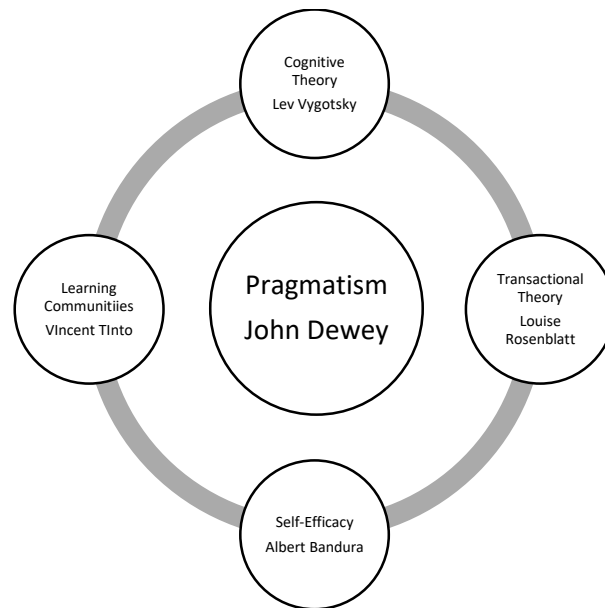 Cognitive
Theory
Lev Vygotsky
Pragmatism
John Dewey
Learning
Communitiies
VIncent TInto
Transactional
Theory
Louise
Rosenblatt
Self-Efficacy
Albert Bandura